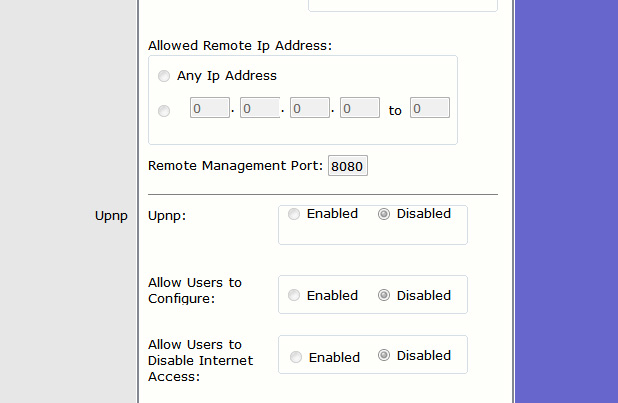 Allowed Remote Ip Address:
Any Ip Address
0 . 0 . 0 . 0 to 0
Remote Management Port: 8080
Upnp Upnp: Enabled Disabled
Allow Users to
Configure: Enabled Disabled
Allow Users to
Disable Internet Enabled Disabled
Access: